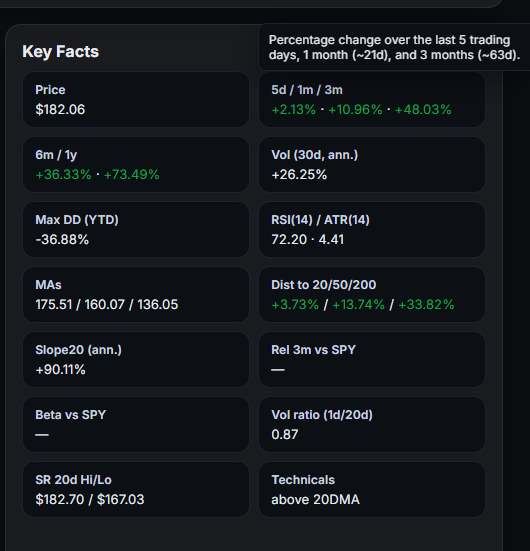 Percentage change over the last 5 trading
days, 1 month (~21d), and 3 months (~63d).
Key Facts
Price
$182.06
5d / 1m / 3m
+2.13% · +10.96% · +48.03%
6m / 1y
+36.33% · +73.49%
Vol (30d, ann.)
+26.25%
Max DD (YTD)
-36.88%
RSI(14) / ATR(14)
72.20 · 4.41
MAs
175.51 / 160.07 / 136.05
Dist to 20/50/200
+3.73% / +13.74% / +33.82%
Slope20 (ann.)
+90.11%
Rel 3m vs SPY
—
Beta vs SPY
—
Vol ratio (1d/20d)
0.87
SR 20d Hi/Lo
$182.70 / $167.03
Technicals
above 20DMA